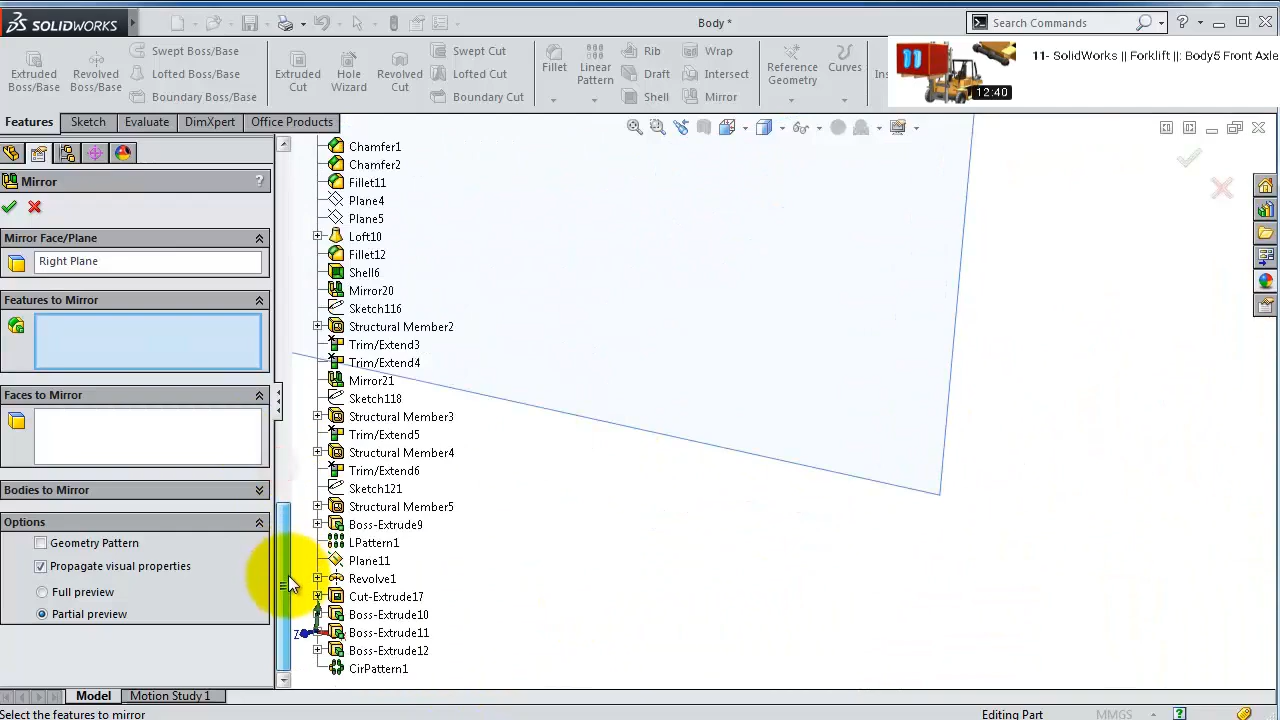 SOLIDWORKS
Body *
Search Commands
?
Extruded
Boss/Base
Revolved
Boss/Base
Swept Boss/Base
Lofted Boss/Base
Boundary Bos
Extruded
Cut
Hole
Wizard
Revolved
Cut
Swept Cut
Lofted Cut
Boundary Cut
Fillet
Linear
Pattern
Rib
Draft
Shell
Wrap
Intersect
Mirror
Reference
Geometry
Curves
Ins
11
11- SolidWorks || Forklift ||: Body5 Front Axle
12:40
Features
Sketch
Evaluate
DimXpert
Office Products
Mirror
?
Mirror Face/Plane
Right Plane
Features to Mirror
Faces to Mirror
Bodies to Mirror
Options
Geometry Pattern
Propagate visual properties
Full preview
Partial preview
Chamfer1
Chamfer2
Fillet11
Plane4
Plane5
Loft10
Fillet12
Shell6
Mirror20
Sketch116
Structural Member2
Trim/Extend3
Trim/Extend4
Mirror21
Sketch118
Structural Member3
Trim/Extend5
Structural Member4
Trim/Extend6
Sketch121
Structural Member5
Boss-Extrude9
LPattern1
Plane11
Revolve1
Cut-Extrude17
Boss-Extrude10
Boss-Extrude11
Z
Boss-Extrude12
CirPattern1
Model
Motion Study 1
Select the features to mirror
Editing Part
MMGS
?